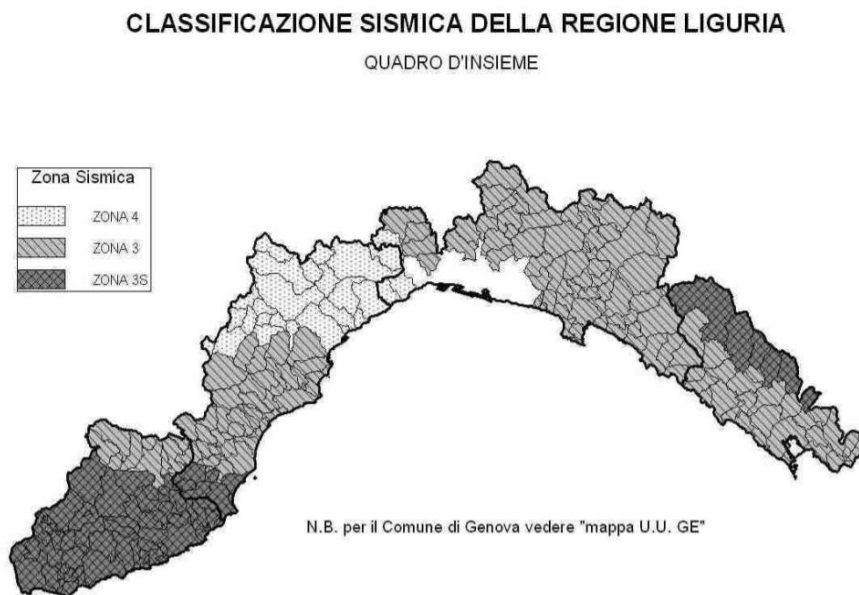 CLASSIFICAZIONE SISMICA DELLA REGIONE LIGURIA
QUADRO D'INSIEME
Zona Sismica
ZONA 4
ZONA 3
ZONA 3S
N.B. per il Comune di Genova vedere "mappa U.U. GE"